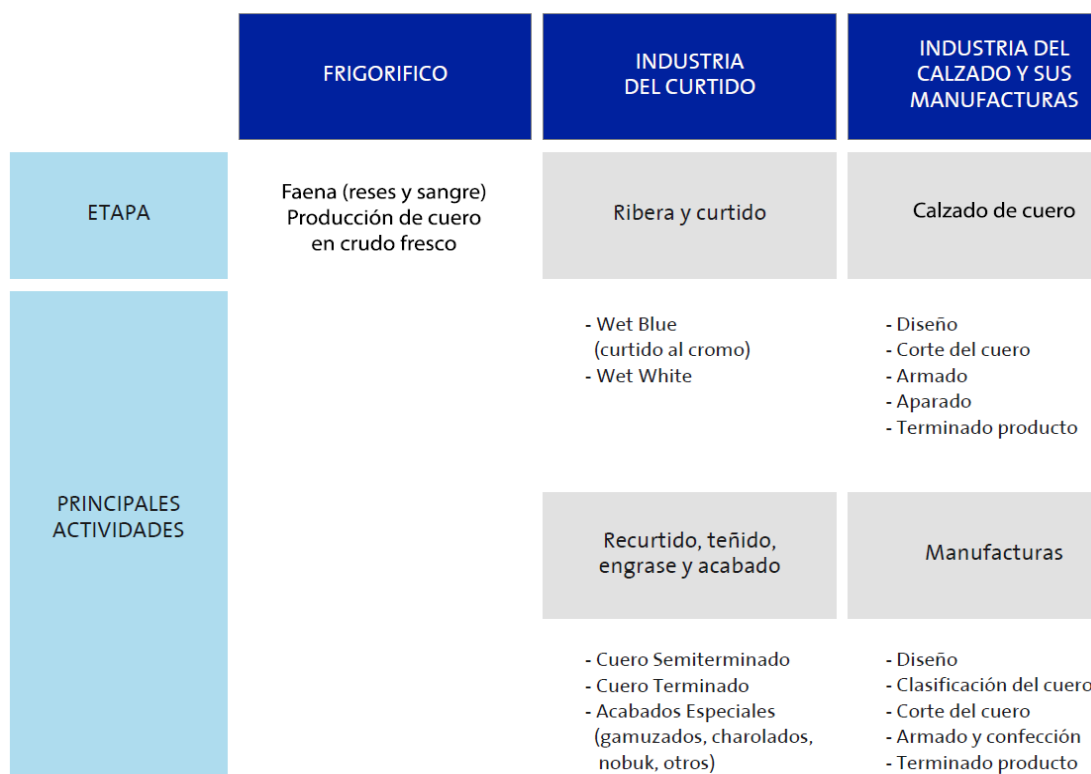 FRIGORIFICO
INDUSTRIA
DEL CURTIDO
INDUSTRIA DEL
CALZADO Y SUS
MANUFACTURAS
ETAPA
Faena (reses y sangre)
Producción de cuero
en crudo fresco
Ribera y curtido
Calzado de cuero
PRINCIPALES
ACTIVIDADES
- Wet Blue
(curtido al cromo)
- Wet White
- Diseño
- Corte del cuero
- Armado
- Aparado
- Terminado producto
Recurtido, teñido,
engrase y acabado
Manufacturas
- Cuero Semiterminado
- Cuero Terminado
- Acabados Especiales
(gamuzados, charolados,
nobuk, otros)
- Diseño
- Clasificación del cuero
- Corte del cuero
- Armado y confección
- Terminado producto